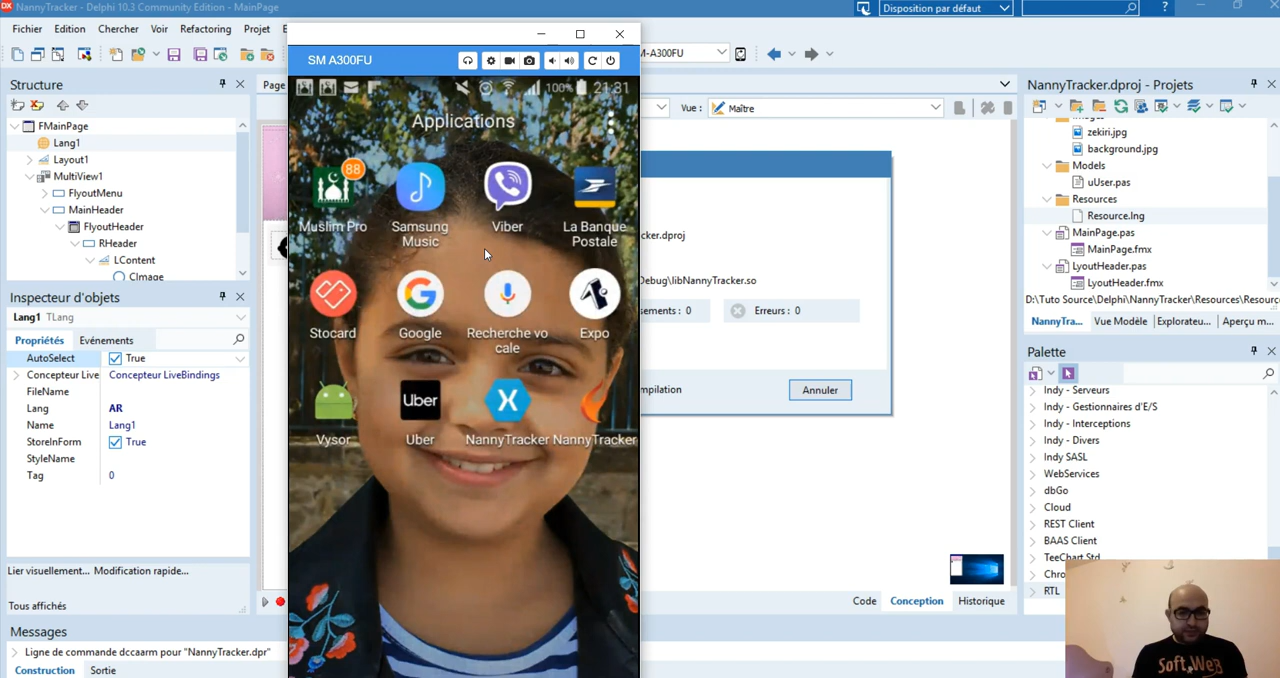 NannyTracker - Delphi 10.3 Community Edition - MainPage
Disposition par défaut
Fichier Edition Chercher Voir Refactoring Projet
M-A300FU
Structure
FMainPage
Lang1
Layout1
MultiView1
FlyoutMenu
MainHeader
FlyoutHeader
RHeader
LContent
CImage
Inspecteur d'objets
Lang1 TLang
Propriétés Evénements
AutoSelect True
Concepteur Live Concepteur LiveBindings
FileName
Lang AR
Name Lang1
StoreInForm True
StyleName
Tag 0
Lier visuellement... Modification rapide...
Tous affichés
Messages
Ligne de commande dccaarm pour "NannyTracker.dpr"
Construction Sortie
Page
SM A300FU
100% 21:31
Applications
88
Muslim Pro
Samsung Music
Viber
La Banque Postale
Stocard
Google
Recherche vo cale
Expo
Vysor
Uber
Uber
NannyTracker
NannyTracker
Vue : Maître
cker.dproj
Debug\libNannyTracker.so
sements : 0 Erreurs : 0
mpilation
Annuler
Code Conception Historique
NannyTracker.dproj - Projets
zekiri.jpg
background.jpg
Models
uUser.pas
Resources
Resource.lng
MainPage.pas
MainPage.fmx
LyoutHeader.pas
LyoutHeader.fmx
D:\Tuto Source\Delphi\NannyTracker\Resources\Resourc
NannyTra... Vue Modèle Explorateu... Aperçu m...
Palette
Indy - Serveurs
Indy - Gestionnaires d'E/S
Indy - Interceptions
Indy - Divers
Indy SASL
WebServices
dbGo
Cloud
REST Client
BAAS Client
TeeChart Std
Chro
RTL
Soft Web